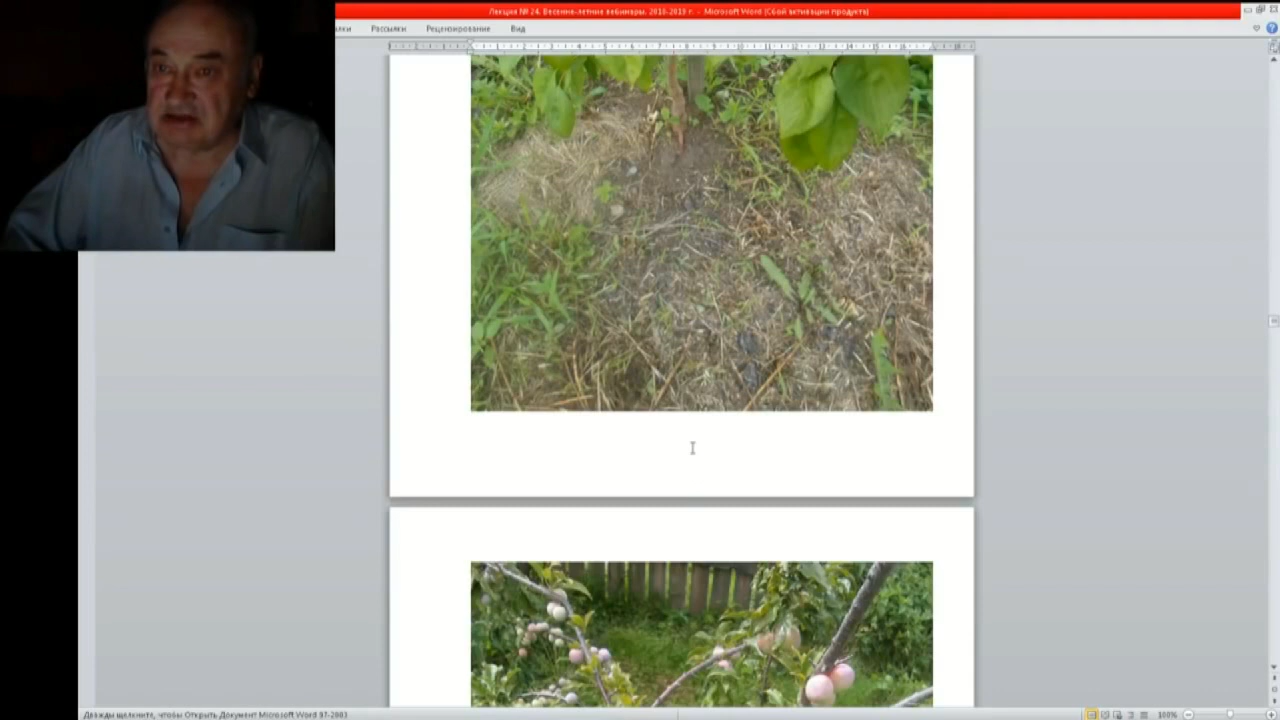 Лекция № 24. Весенне-летние вебинары. 2018-2019 г. - Microsoft Word (Сбой активации продукта)
лки Рассылки Рецензирование Вид
Дважды щелкните, чтобы Открыть Документ Microsoft Word 97-2003
100%